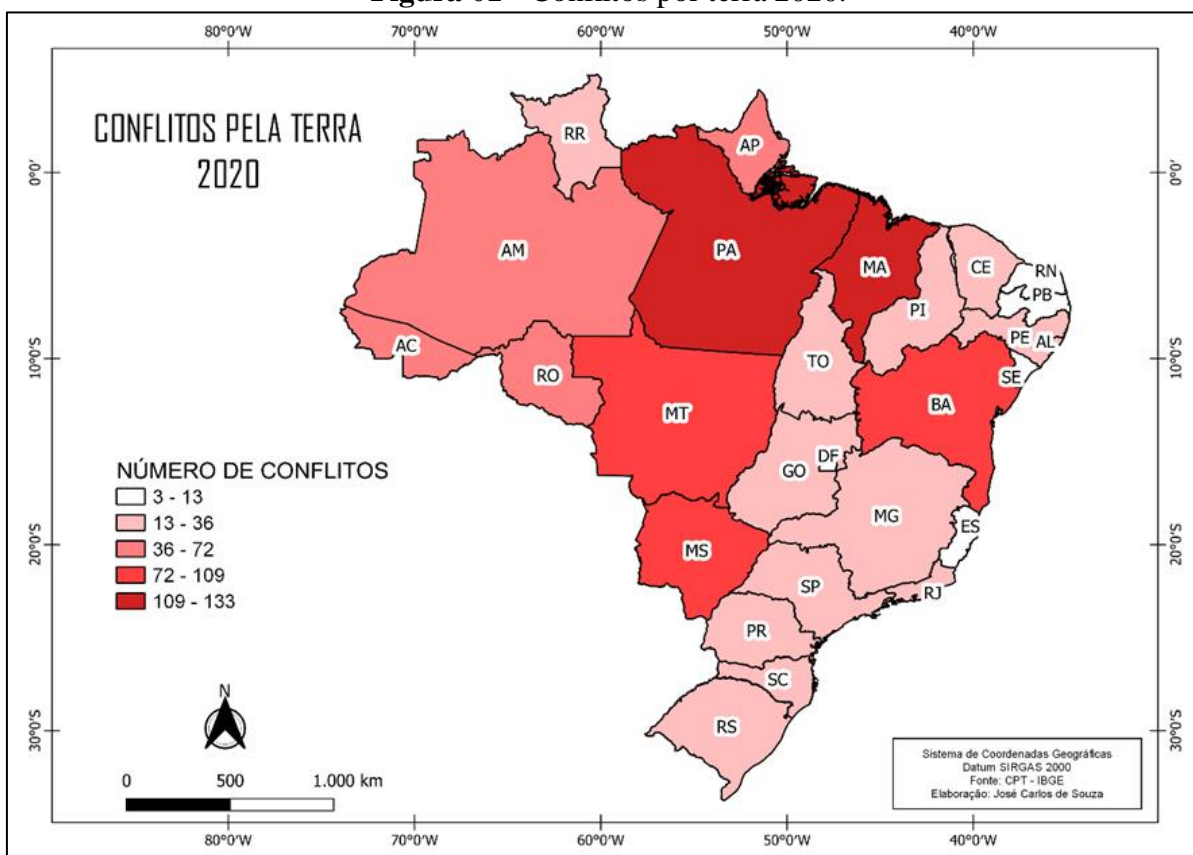 80°0'0" 70°0'0" 60°0'0" 50°0'0" 40°0'0"
CONFLITOS PELA TERRA
2020
RR
AP
0°0'
0°0'
AM
PA
MA
CE
RN
PB
PI
PE
AL
AC
RO
TO
SE
10°0'S
10°0'S
MT
BA
DF
GO
NÚMERO DE CONFLITOS
3 - 13
13 - 36
36 - 72
72 - 109
109 - 133
MG
ES
20°0'S
20°0'S
MS
SP
RJ
PR
SC
RS
N
30°0'S
30°0'S
0 500 1.000 km
Sistema de Coordenadas Geográficas
Datum SIRGAS 2000
Fonte: CPT - IBGE
Elaboração: José Carlos de Souza